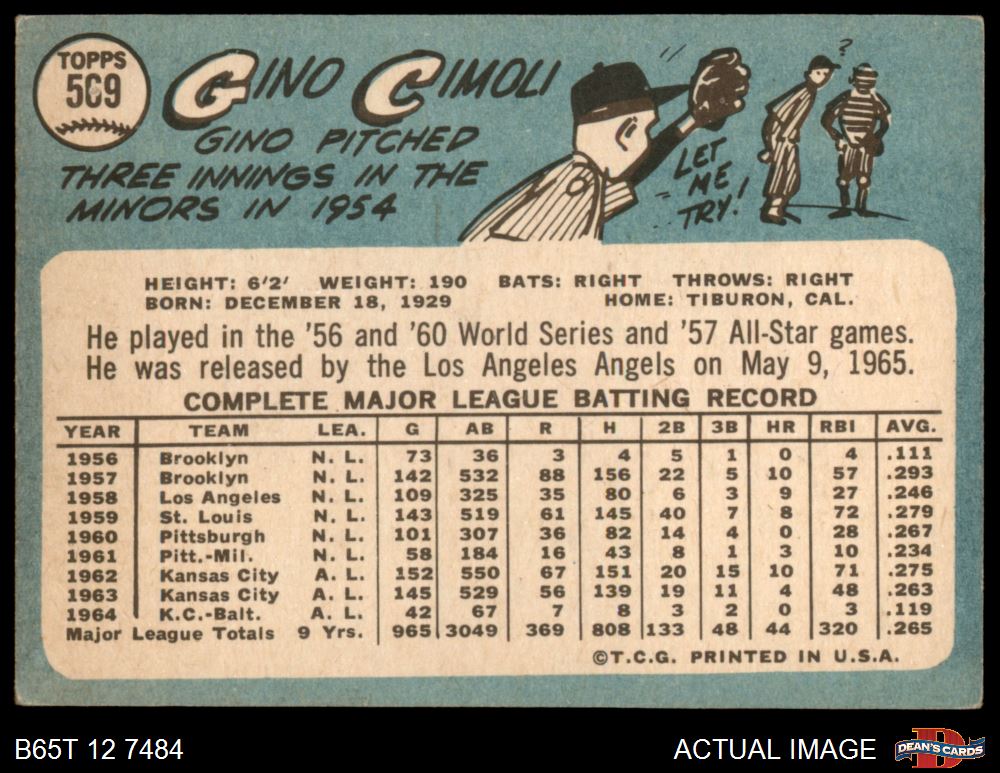 TOPPS
569
GINO CIMOLI
GINO PITCHED
THREE INNINGS IN THE
MINORS IN 1954
LET
ME
TRY!
?
HEIGHT: 6'2' WEIGHT: 190 BATS: RIGHT THROWS: RIGHT
BORN: DECEMBER 18, 1929 HOME: TIBURON, CAL.
He played in the '56 and '60 World Series and '57 All-Star games.
He was released by the Los Angeles Angels on May 9, 1965.
COMPLETE MAJOR LEAGUE BATTING RECORD
YEAR TEAM LEA. G AB R H 2B 3B HR RBI AVG.
1956 Brooklyn N. L. 73 36 3 4 5 1 0 4 .111
1957 Brooklyn N. L. 142 532 88 156 22 5 10 57 .293
1958 Los Angeles N. L. 109 325 35 80 6 3 9 27 .246
1959 St. Louis N. L. 143 519 61 145 40 7 8 72 .279
1960 Pittsburgh N. L. 101 307 36 82 14 4 0 28 .267
1961 Pitt.-Mil. N. L. 58 184 16 43 8 1 3 10 .234
1962 Kansas City A. L. 152 550 67 151 20 15 10 71 .275
1963 Kansas City A. L. 145 529 56 139 19 11 4 48 .263
1964 K.C.-Balt. A. L. 42 67 7 8 3 2 0 3 .119
Major League Totals 9 Yrs. 965 3049 369 808 133 48 44 320 .265
©T.C.G. PRINTED IN U.S.A.
B65T 12 7484 ACTUAL IMAGE DEAN'S CARDS